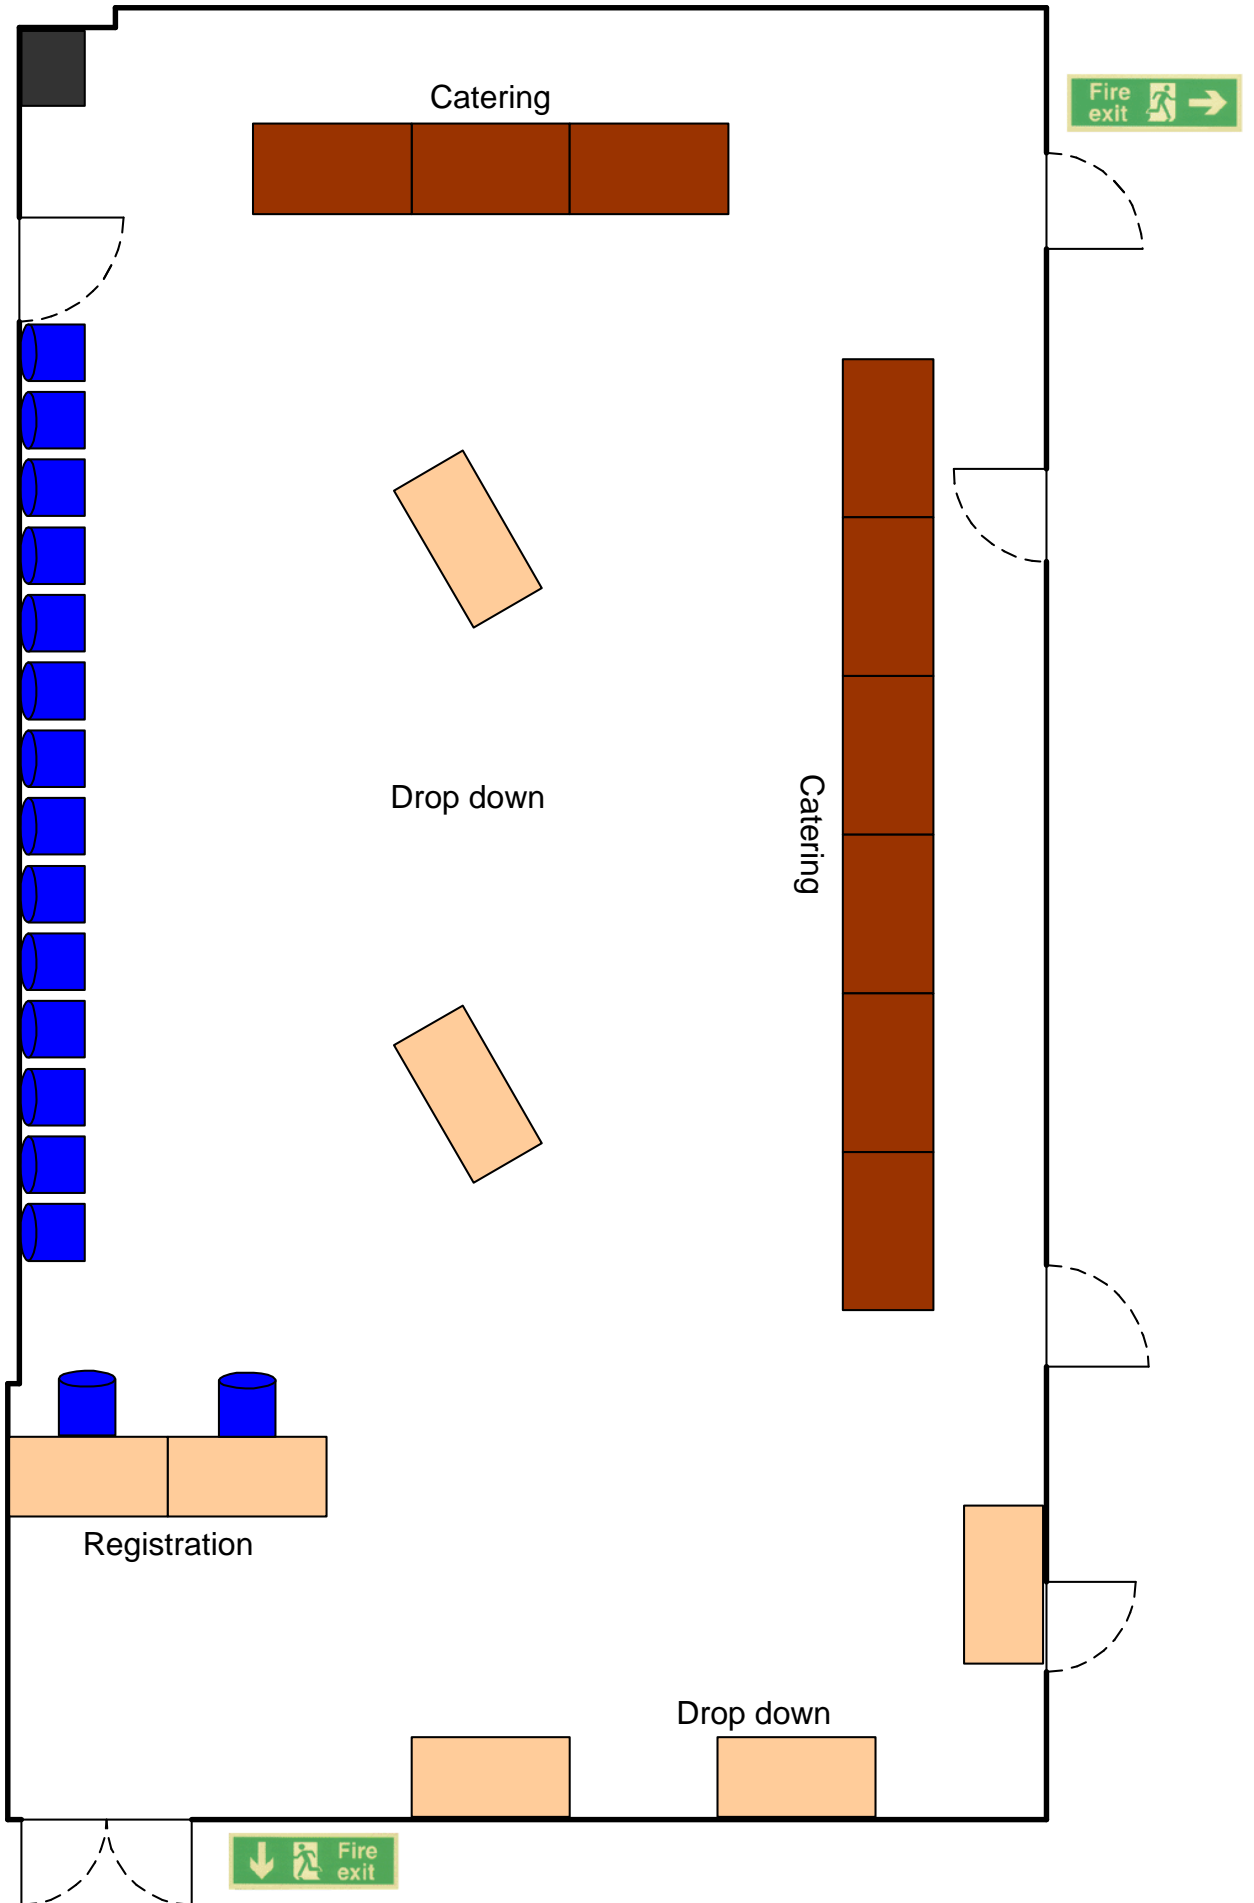 Catering
Fire
exit
Drop down
Catering
Registration
Drop down
Fire
exit